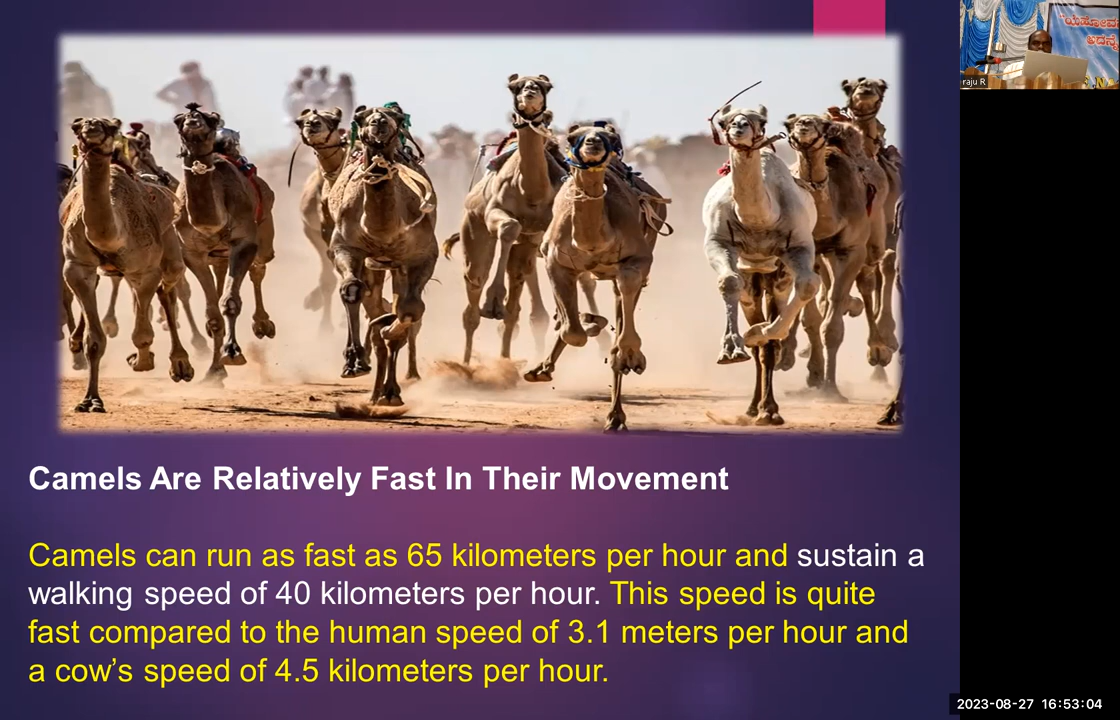 ಯೆಹೋವ
raju R
Camels Are Relatively Fast In Their Movement
Camels can run as fast as 65 kilometers per hour and sustain a
walking speed of 40 kilometers per hour. This speed is quite
fast compared to the human speed of 3.1 meters per hour and
a cow’s speed of 4.5 kilometers per hour.
2023-08-27 16:53:04